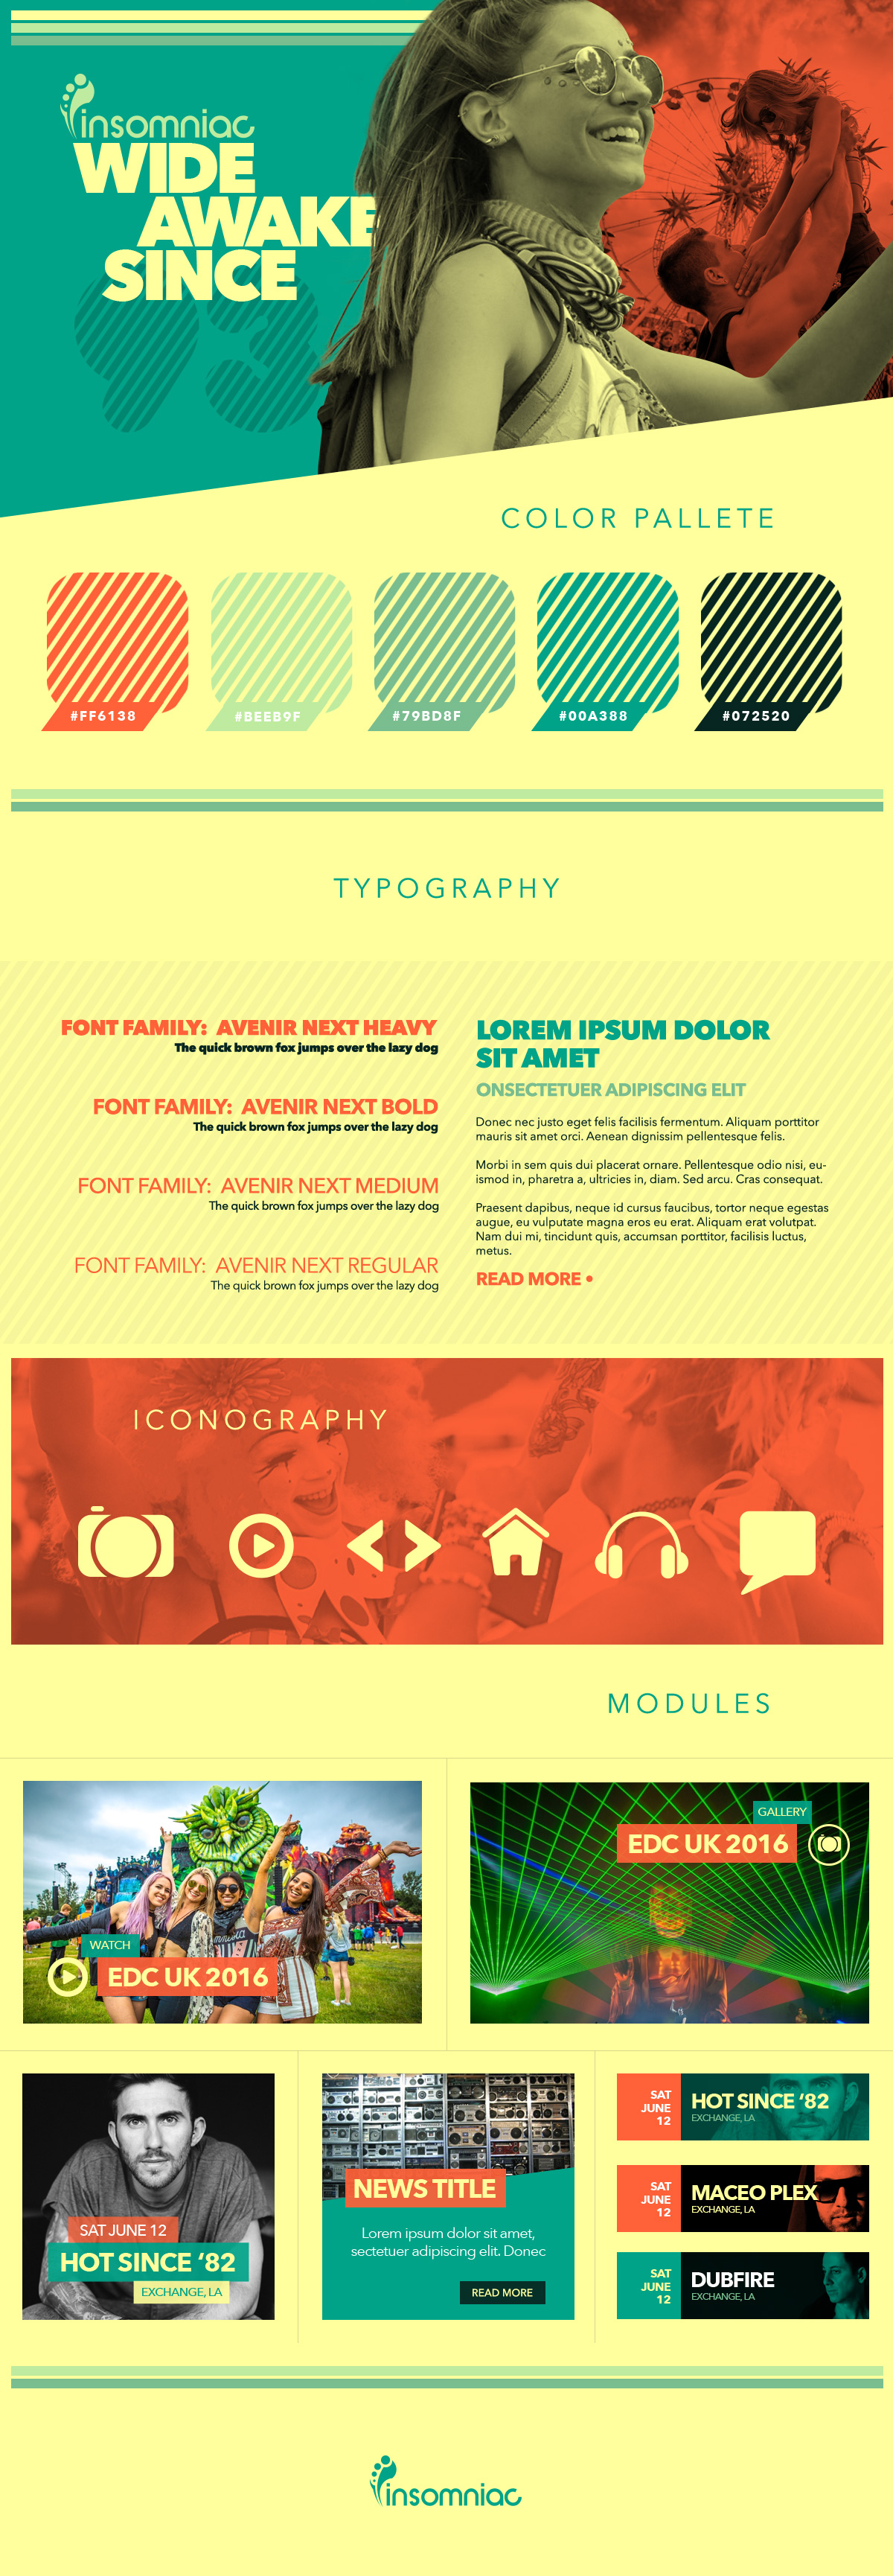 insomniac
WIDE
AWAKE
SINCE
93
COLOR PALLETE
#FF6138
#BEEB9F
#79BD8F
#00A388
#072520
TYPOGRAPHY
FONT FAMILY: AVENIR NEXT HEAVY
The quick brown fox jumps over the lazy dog
FONT FAMILY: AVENIR NEXT BOLD
The quick brown fox jumps over the lazy dog
FONT FAMILY: AVENIR NEXT MEDIUM
The quick brown fox jumps over the lazy dog
FONT FAMILY: AVENIR NEXT REGULAR
The quick brown fox jumps over the lazy dog
LOREM IPSUM DOLOR
SIT AMET
ONSECTETUER ADIPISCING ELIT
Donec nec justo eget felis facilisis fermentum. Aliquam porttitor
mauris sit amet orci. Aenean dignissim pellentesque felis.
Morbi in sem quis dui placerat ornare. Pellentesque odio nisi, eu-
ismod in, pharetra a, ultricies in, diam. Sed arcu. Cras consequat.
Praesent dapibus, neque id cursus faucibus, tortor neque egestas
augue, eu vulputate magna eros eu erat. Aliquam erat volutpat.
Nam dui mi, tincidunt quis, accumsan porttitor, facilisis luctus,
metus.
READ MORE •
ICONOGRAPHY
MODULES
WATCH
EDC UK 2016
GALLERY
EDC UK 2016
SAT JUNE 12
HOT SINCE ‘82
EXCHANGE, LA
NEWS TITLE
Lorem ipsum dolor sit amet,
sectetuer adipiscing elit. Donec
READ MORE
SAT
JUNE
12
HOT SINCE ‘82
EXCHANGE, LA
SAT
JUNE
12
MACEO PLEX
EXCHANGE, LA
SAT
JUNE
12
DUBFIRE
EXCHANGE, LA
insomniac